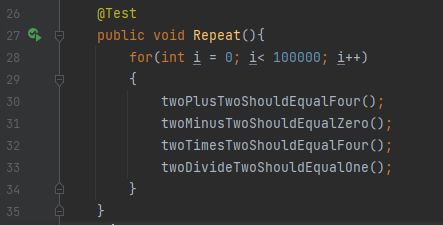 26 @Test
27 public void Repeat(){
28 for(int i = 0; i< 100000; i++)
29 {
30 twoPlusTwoShouldEqualFour();
31 twoMinusTwoShouldEqualZero();
32 twoTimesTwoShouldEqualFour();
33 twoDivideTwoShouldEqualOne();
34 }
35 }